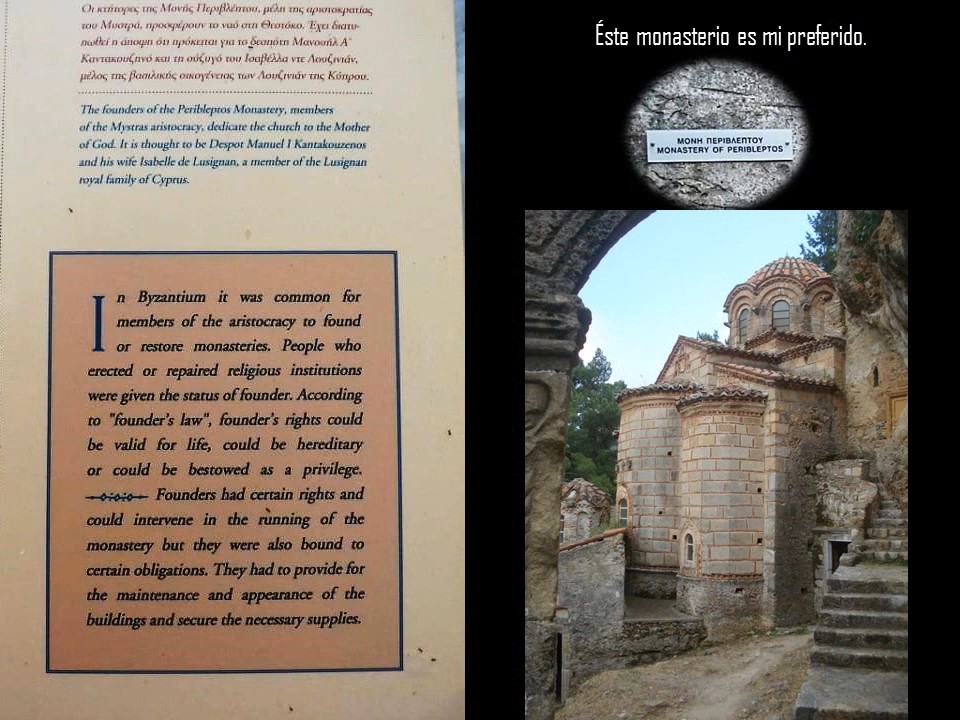 Οι κτήτορες της Μονής Περιβλέπτου, μέλη της αριστοκρατίας
του Μυστρά, προσφέρουν το ναό στη Θεοτόκο. Έχει διατυ-
πωθεί η άποψη ότι πρόκειται για το δεσπότη Μανουήλ Α΄
Καντακουζηνό και τη σύζυγό του Ισαβέλλα ντε Λουζινιάν,
μέλος της βασιλικής οικογένειας των Λουζινιάν της Κύπρου.
The founders of the Peribleptos Monastery, members
of the Mystras aristocracy, dedicate the church to the Mother
of God. It is thought to be Despot Manuel I Kantakouzenos
and his wife Isabelle de Lusignan, a member of the Lusignan
royal family of Cyprus.
In Byzantium it was common for
members of the aristocracy to found
or restore monasteries. People who
erected or repaired religious institutions
were given the status of founder. According
to "founder's law", founder's rights could
be valid for life, could be hereditary
or could be bestowed as a privilege.
Founders had certain rights and
could intervene in the running of the
monastery but they were also bound to
certain obligations. They had to provide for
the maintenance and appearance of the
buildings and secure the necessary supplies.
Éste monasterio es mi preferido.
ΜΟΝΗ ΠΕΡΙΒΛΕΠΤΟΥ
MONASTERY OF PERIBLEPTOS